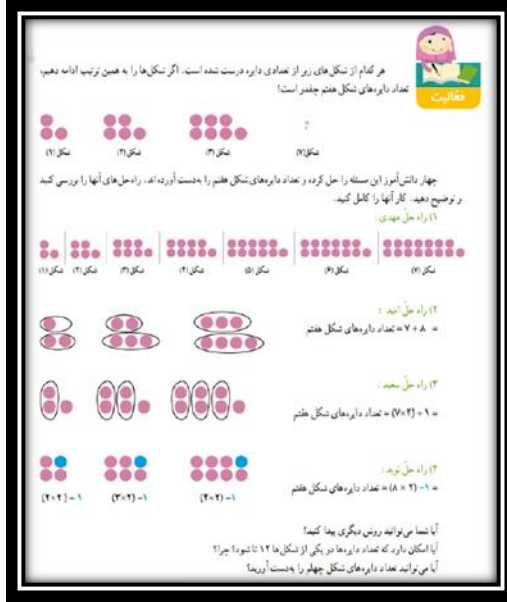 هر کدام از شکل‌های زیر از تعدادی دایره درست شده است. اگر شکل‌ها را به همین ترتیب ادامه دهیم،
تعداد دایره‌های شکل هفتم چقدر است؟
فعّالیت
؟
شکل (۱) شکل (۲) شکل (۳) شکل (۷)
چهار دانش‌آموز این مسئله را حل کرده و تعداد دایره‌های شکل هفتم را به‌دست آورده‌اند. راه‌حل‌های آنها را بررسی کنید
و توضیح دهید. کار آنها را کامل کنید.
۱) راه حلّ مهدی :
شکل (۱) شکل (۲) شکل (۳) شکل (۴) شکل (۵) شکل (۶) شکل (۷)
۲) راه حلّ امید :
تعداد دایره‌های شکل هفتم = ۷ + ۸ =
۳) راه حلّ سعید :
تعداد دایره‌های شکل هفتم = (۷×۲) + ۱ =
۴) راه حلّ نوید :
تعداد دایره‌های شکل هفتم = (۸ × ۲) −۱ =
(۲×۲) − ۱ (۳×۲) −۱ (۴×۲) −۱
آیا شما می‌توانید روش دیگری پیدا کنید؟
آیا امکان دارد که تعداد دایره‌ها در یکی از شکل‌ها ۱۲ تا شود؟ چرا؟
آیا می‌توانید تعداد دایره‌های شکل چهلم را به‌دست آورید؟